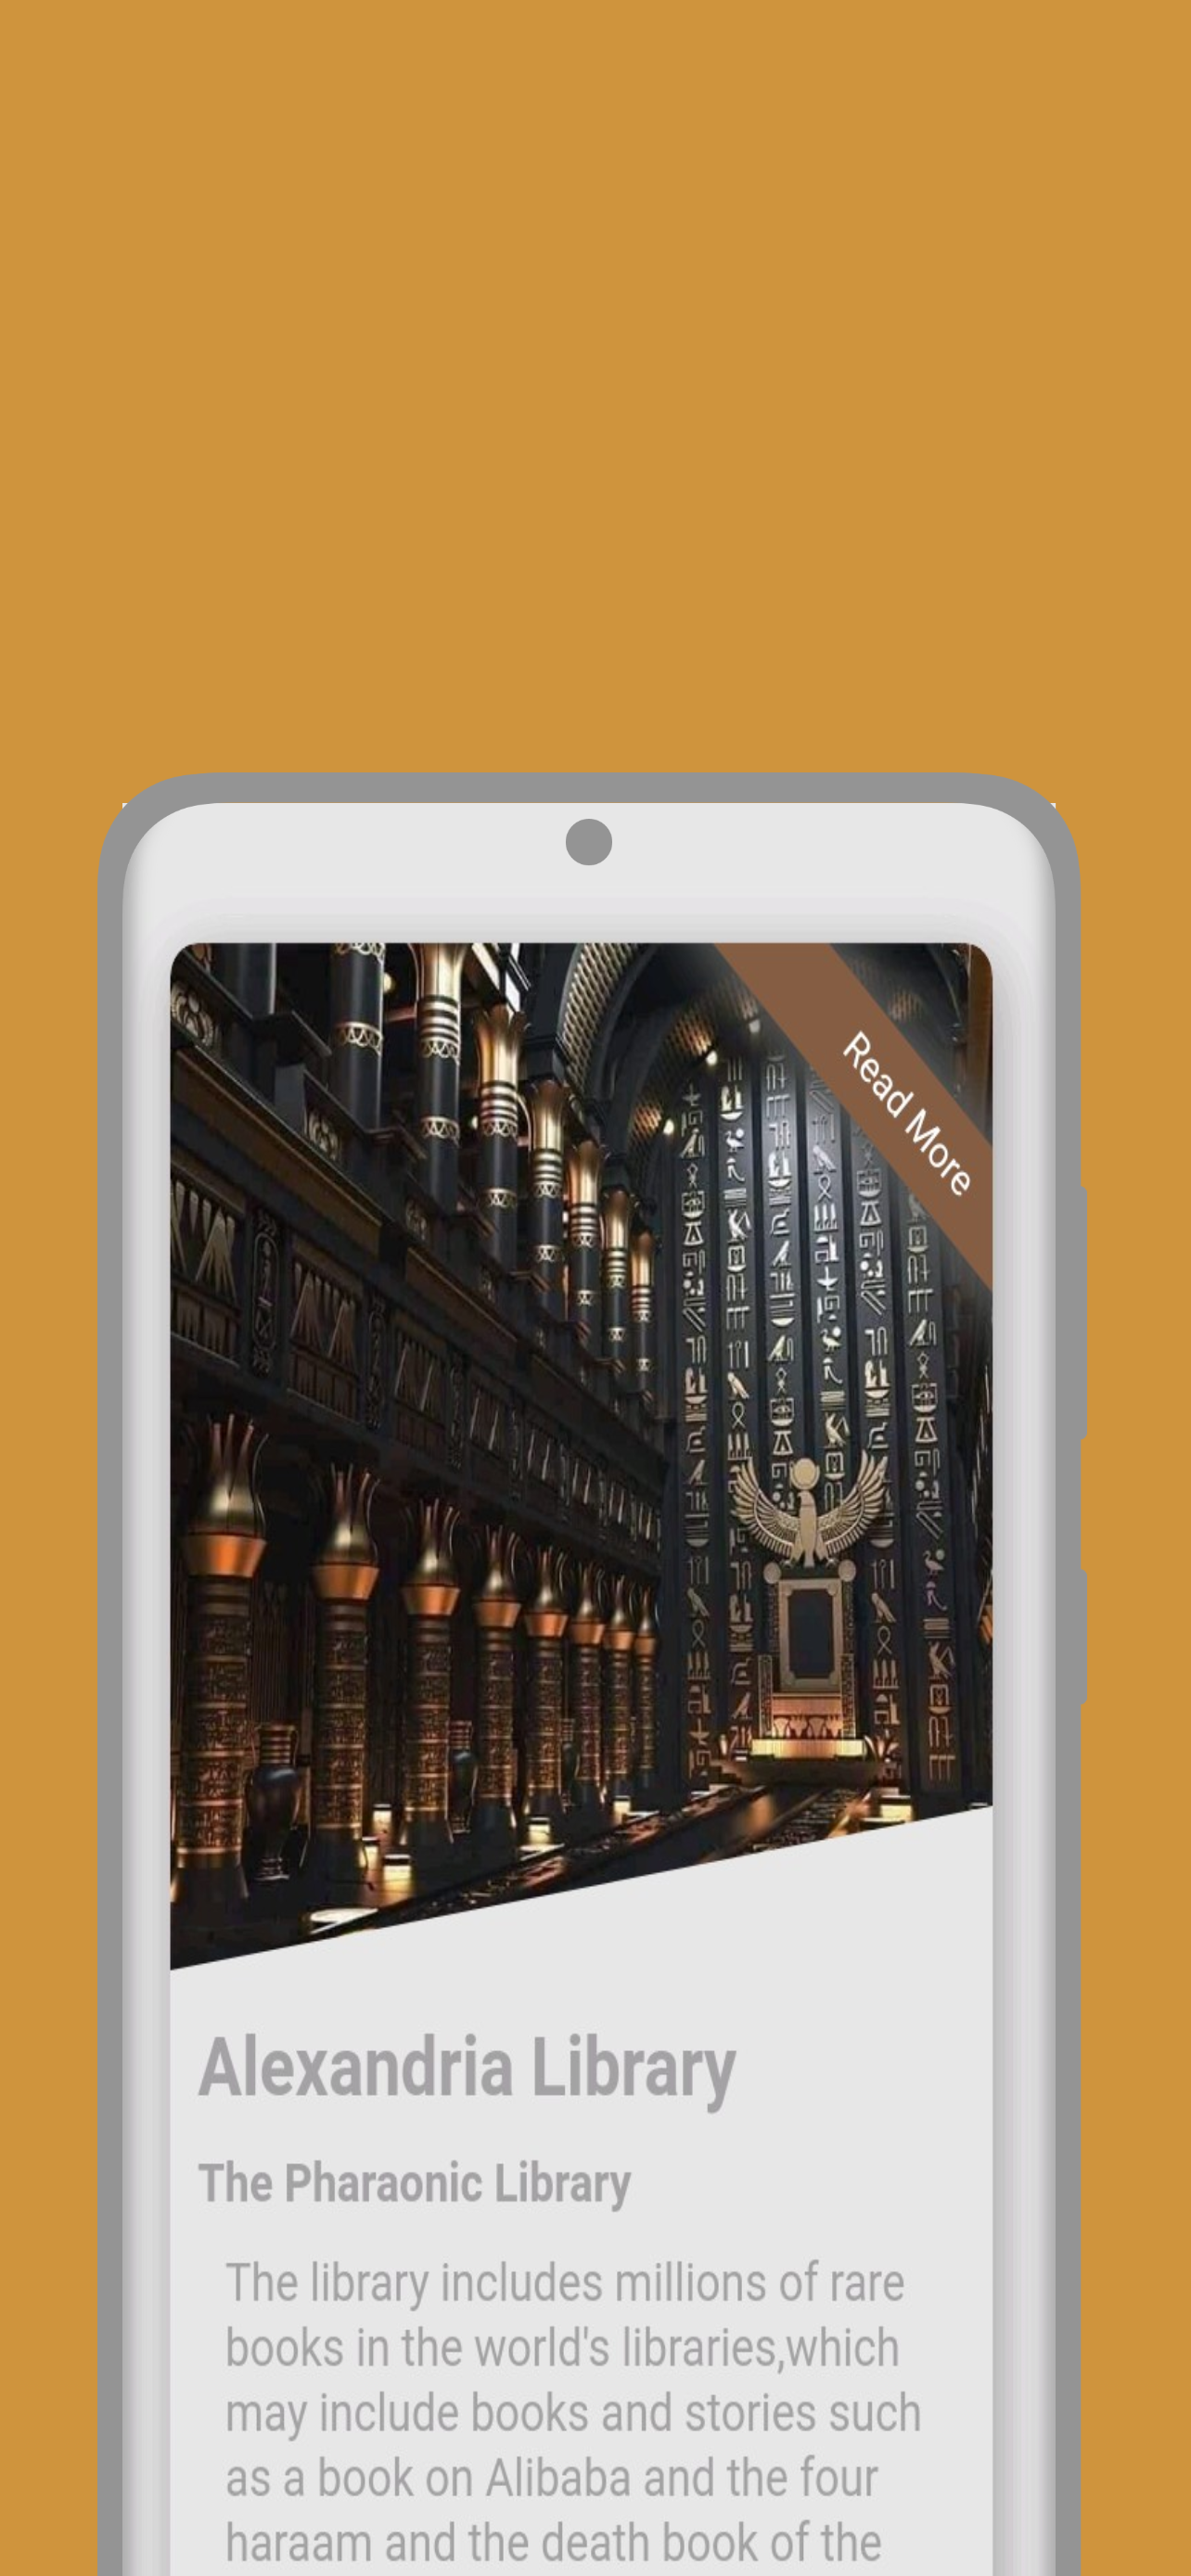 Read More
Alexandria Library
The Pharaonic Library
The library includes millions of rare
books in the world's libraries,which
may include books and stories such
as a book on Alibaba and the four
haraam and the death book of the